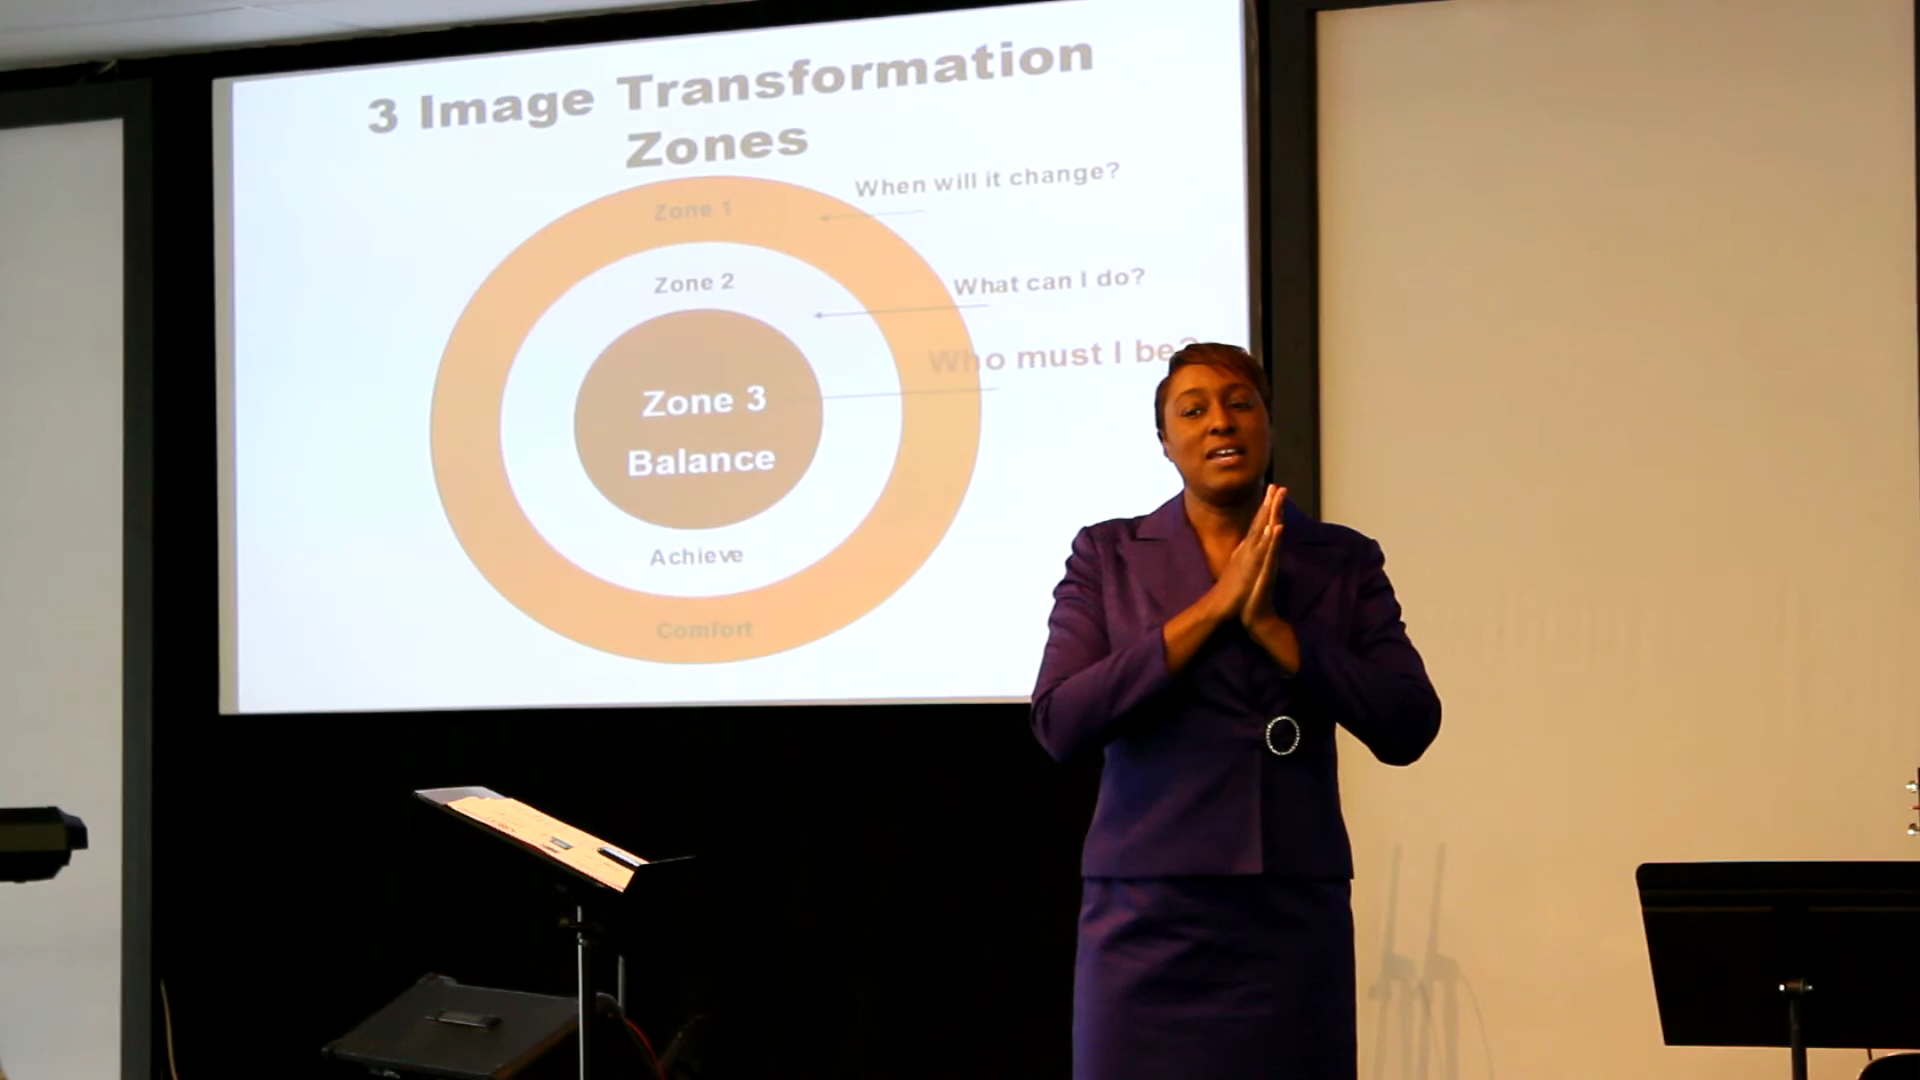 3 Image Transformation
Zones
When will it change?
Zone 1
What can I do?
Zone 2
Who must I be?
Zone 3
Balance
Achieve
Comfort